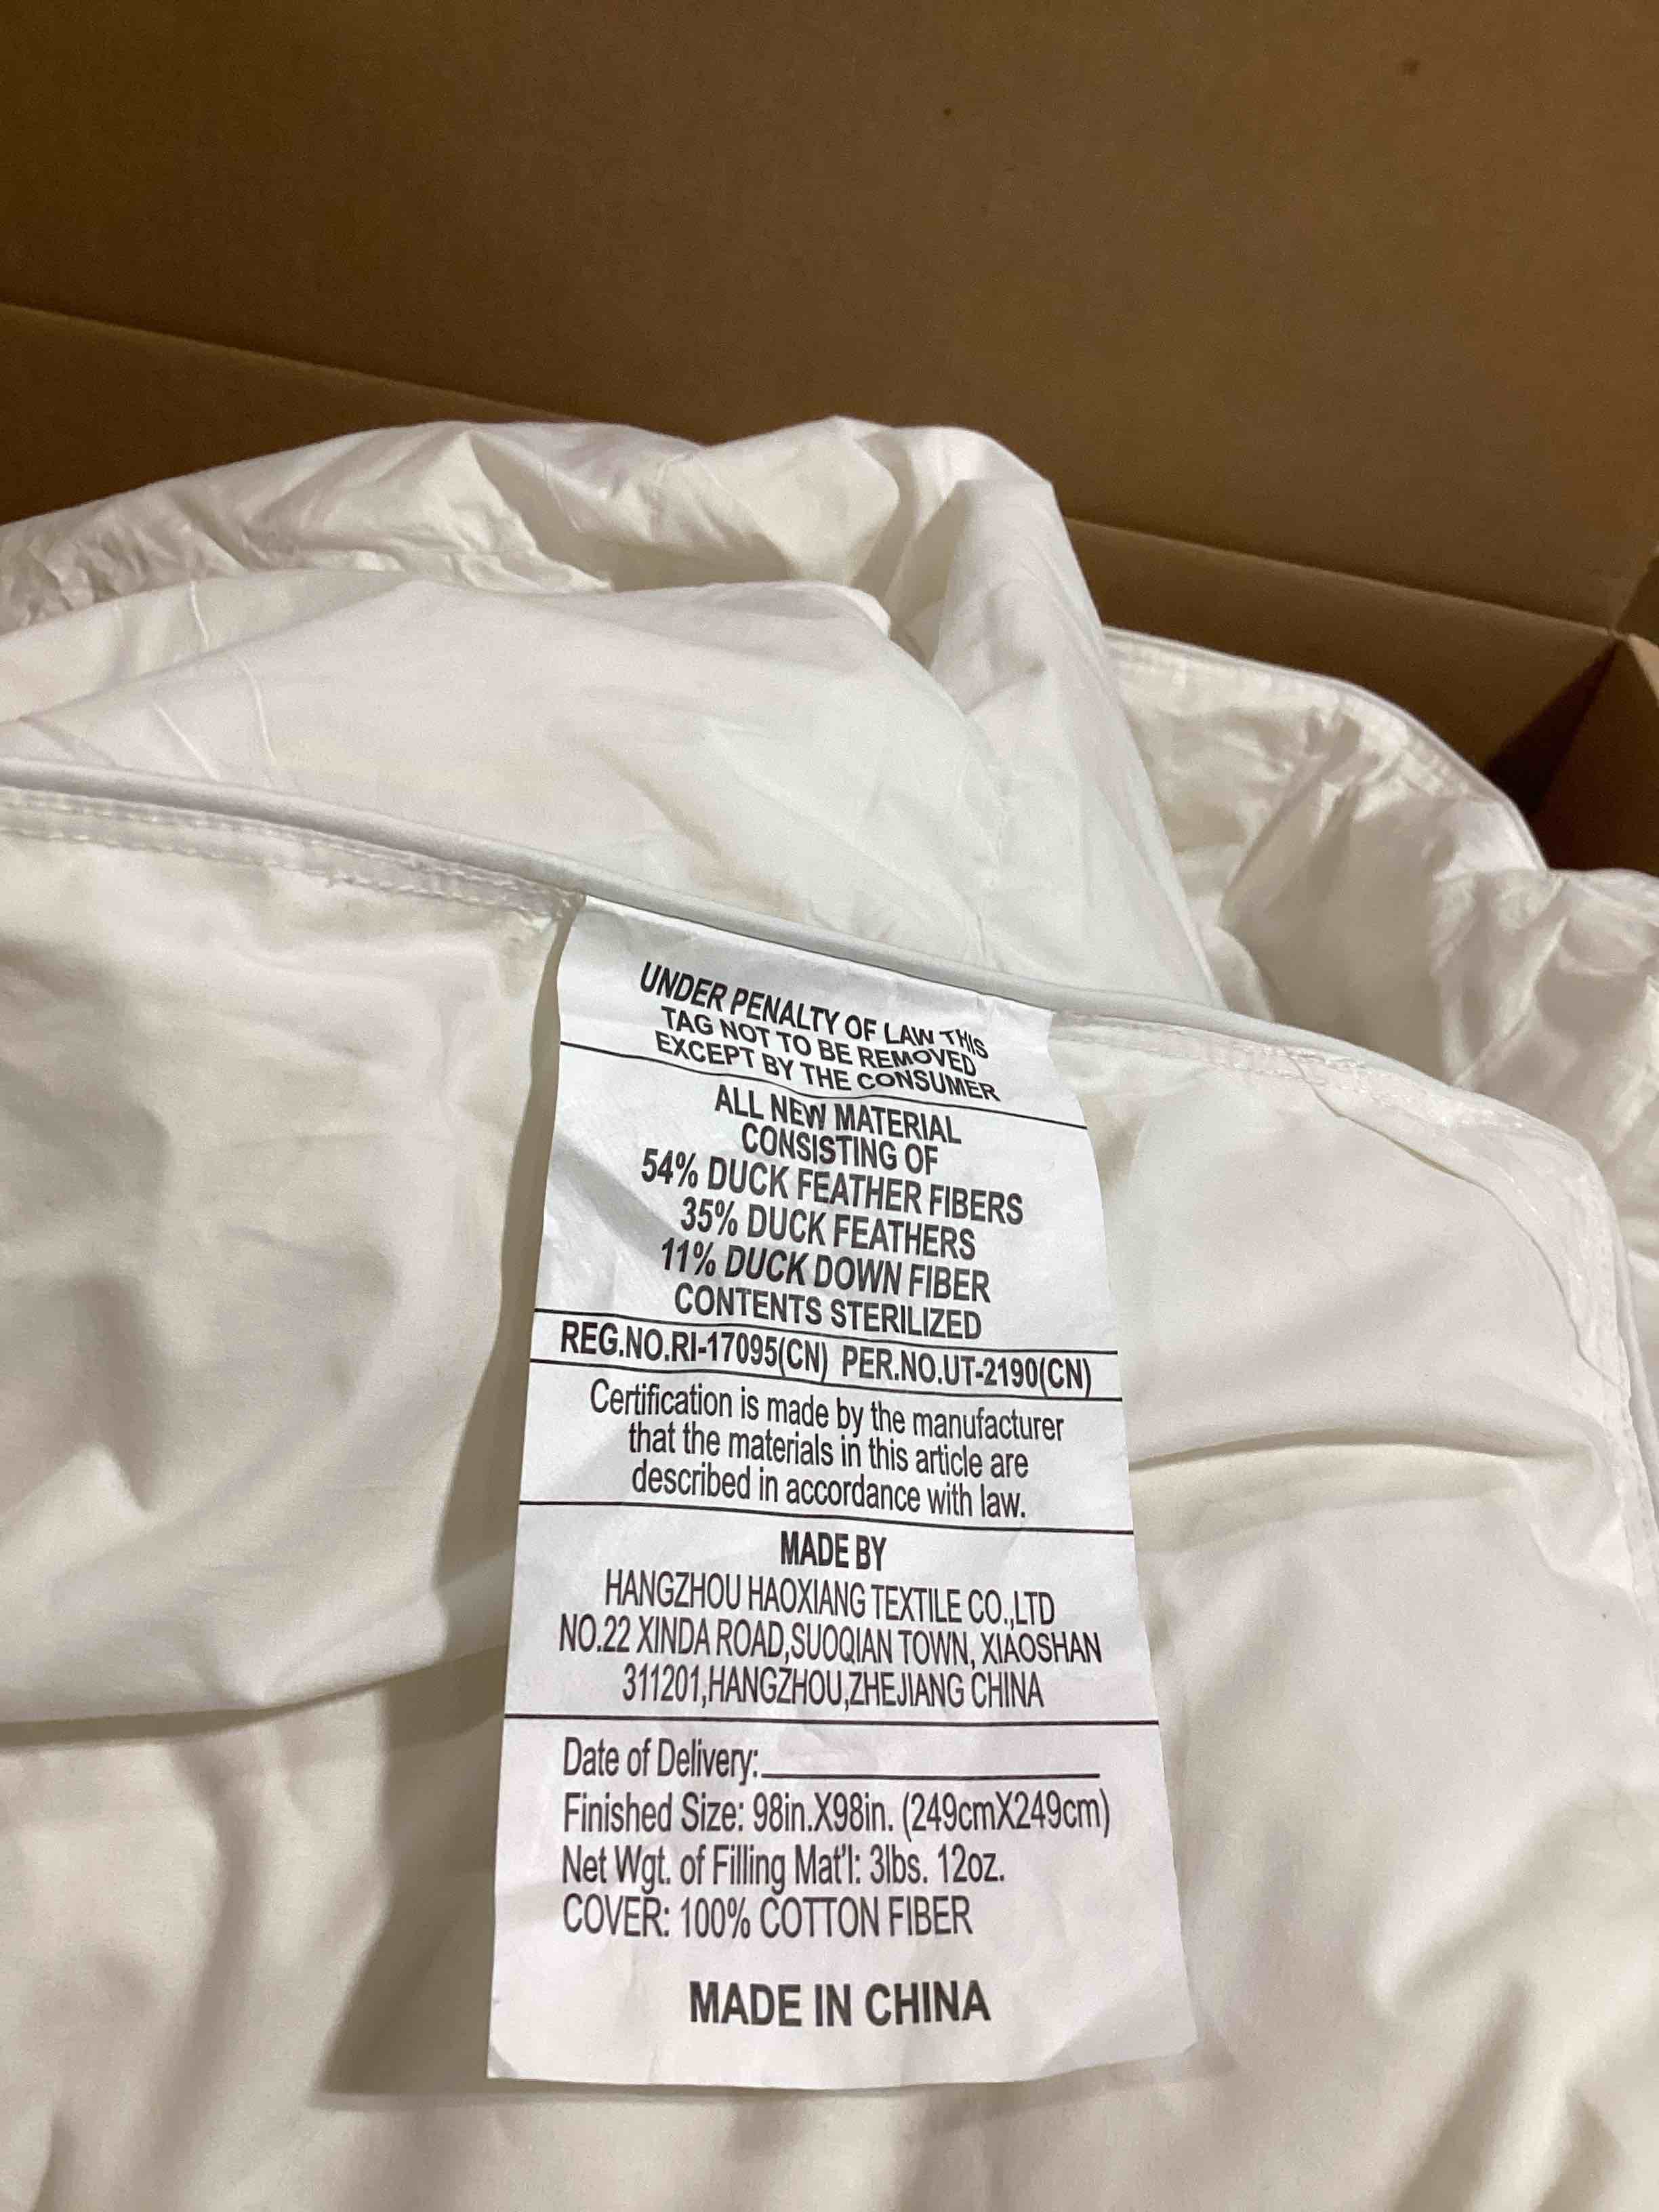 UNDER PENALTY OF LAW THIS
TAG NOT TO BE REMOVED
EXCEPT BY THE CONSUMER
ALL NEW MATERIAL
CONSISTING OF
54% DUCK FEATHER FIBERS
35% DUCK FEATHERS
11% DUCK DOWN FIBER
CONTENTS STERILIZED
REG.NO.RI-17095(CN) PER.NO.UT-2190(CN)
Certification is made by the manufacturer
that the materials in this article are
described in accordance with law.
MADE BY
HANGZHOU HAOXIANG TEXTILE CO.,LTD
NO.22 XINDA ROAD,SUOQIAN TOWN, XIAOSHAN
311201,HANGZHOU,ZHEJIANG CHINA
Date of Delivery:
Finished Size: 98in.X98in. (249cmX249cm)
Net Wgt. of Filling Mat'l: 3lbs. 12oz.
COVER: 100% COTTON FIBER
MADE IN CHINA